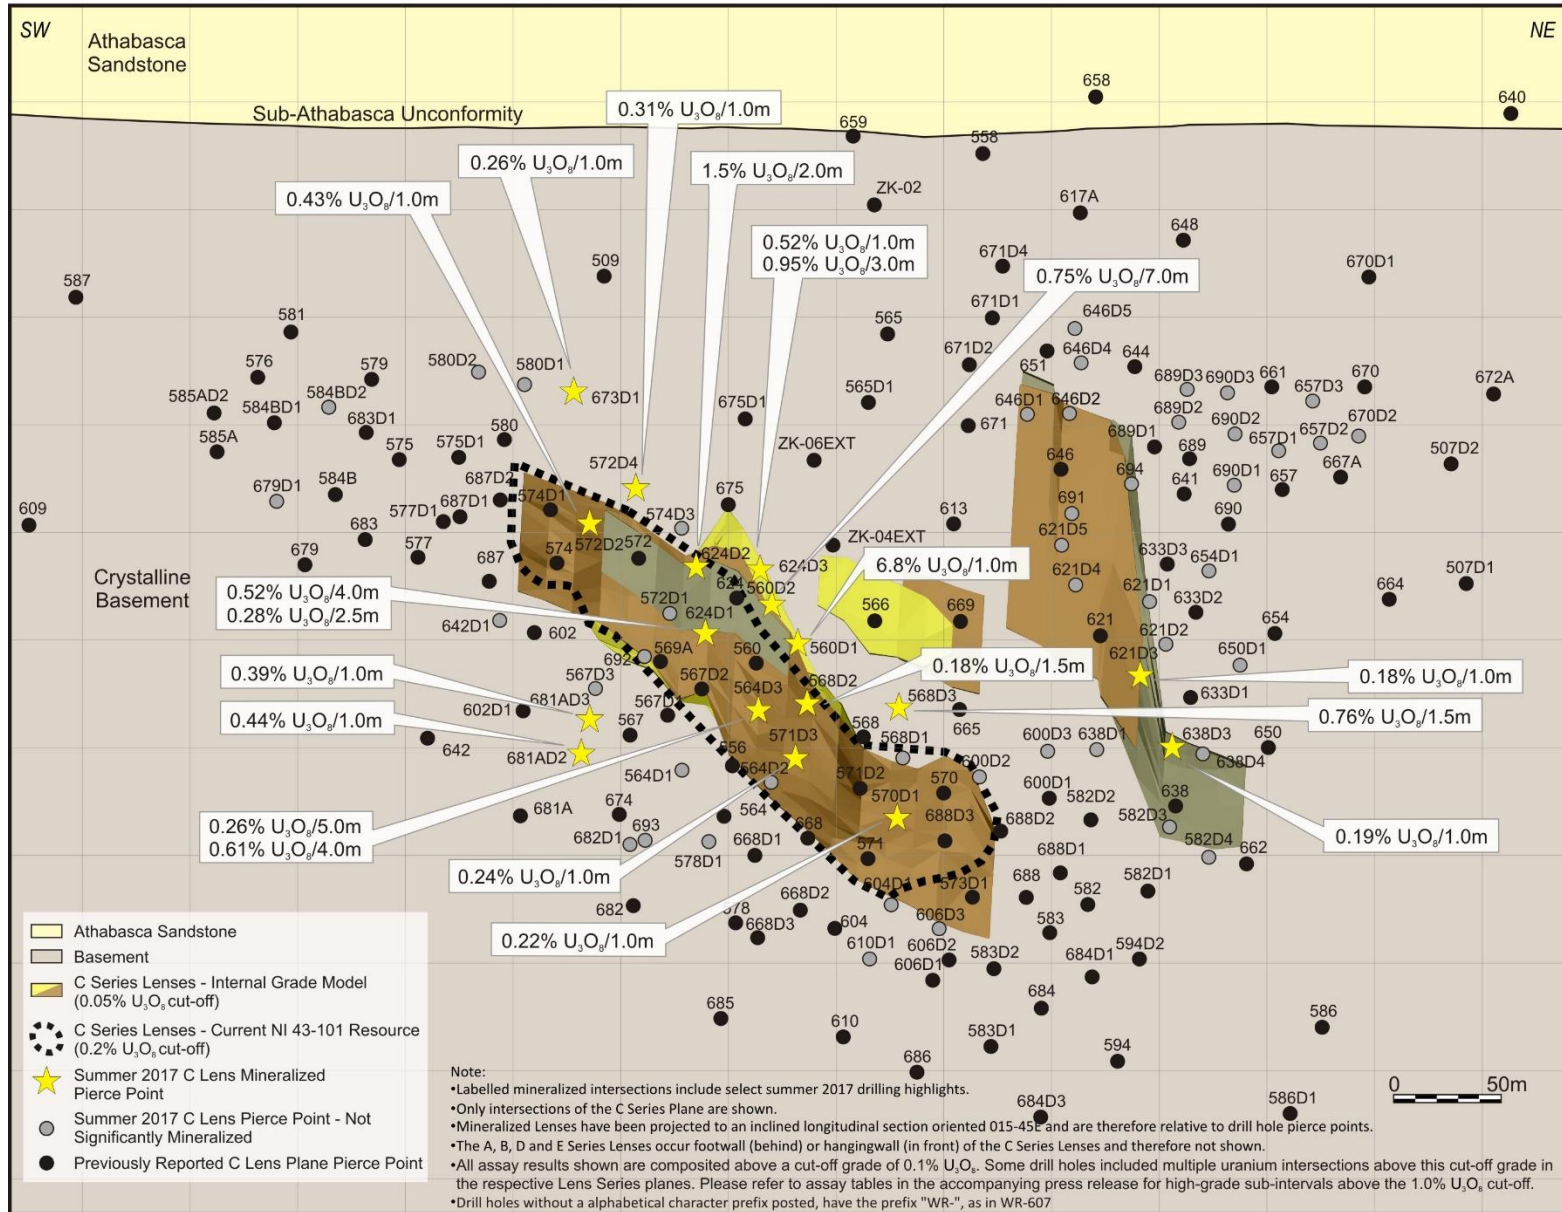 SW
NE
Athabasca
Sandstone
Sub-Athabasca Unconformity
658
640
659
558
0.31% U₃O₈/1.0m
0.26% U₃O₈/1.0m
1.5% U₃O₈/2.0m
0.43% U₃O₈/1.0m
ZK-02
617A
648
0.52% U₃O₈/1.0m
0.95% U₃O₈/3.0m
671D4
0.75% U₃O₈/7.0m
670D1
587
509
581
565
671D1
646D5
576
579
580D2
580D1
671D2
651
646D4
644
689D3
690D3
661
657D3
670
672A
585AD2
584BD1
584BD2
683D1
673D1
675D1
565D1
671
646D1
646D2
689D2
690D2
657D1
657D2
670D2
585A
575
575D1
580
ZK-06EXT
646
689D1
689
694
690D1
657
667A
507D2
679D1
584B
687D2
574D1
572D4
675
641
609
577D1
687D1
574D3
613
691
690
683
572D2
572
624D2
624D3
ZK-04EXT
621D5
679
577
574
633D3
654D1
Crystalline
Basement
687
6.8% U₃O₈/1.0m
621D4
621D1
507D1
0.52% U₃O₈/4.0m
0.28% U₃O₈/2.5m
572D1
624
560D2
566
669
633D2
664
642D1
602
624D1
560D1
621
621D2
654
692
569A
560
568D2
0.18% U₃O₈/1.5m
621D3
650D1
0.39% U₃O₈/1.0m
567D3
567D2
564D3
568D3
0.18% U₃O₈/1.0m
681AD3
602D1
567D1
665
633D1
0.44% U₃O₈/1.0m
0.76% U₃O₈/1.5m
567
571D3
568
568D1
600D3
638D1
638D3
650
642
681AD2
556
564D2
571D2
600D2
638D4
564D1
570D1
570
600D1
638
681A
674
564
688D3
582D2
0.26% U₃O₈/5.0m
0.61% U₃O₈/4.0m
682D1
693
668
688D2
582D3
0.19% U₃O₈/1.0m
578D1
668D1
571
688D1
582D4
662
0.24% U₃O₈/1.0m
604D1
573D1
688
582
582D1
682
578
668D2
604
606D3
583
668D3
0.22% U₃O₈/1.0m
610D1
606D2
583D2
684D1
594D2
606D1
685
610
684
586
583D1
594
686
684D3
586D1
Athabasca Sandstone
Basement
C Series Lenses - Internal Grade Model
(0.05% U₃O₈ cut-off)
C Series Lenses - Current NI 43-101 Resource
(0.2% U₃O₈ cut-off)
Summer 2017 C Lens Mineralized
Pierce Point
Summer 2017 C Lens Pierce Point - Not
Significantly Mineralized
Previously Reported C Lens Plane Pierce Point
0 50m
Note:
•Labelled mineralized intersections include select summer 2017 drilling highlights.
•Only intersections of the C Series Plane are shown.
•Mineralized Lenses have been projected to an inclined longitudinal section oriented 015-45E and are therefore relative to drill hole pierce points.
•The A, B, D and E Series Lenses occur footwall (behind) or hangingwall (in front) of the C Series Lenses and therefore not shown.
•All assay results shown are composited above a cut-off grade of 0.1% U₃O₈. Some drill holes included multiple uranium intersections above this cut-off grade in
the respective Lens Series planes. Please refer to assay tables in the accompanying press release for high-grade sub-intervals above the 1.0% U₃O₈ cut-off.
•Drill holes without a alphabetical character prefix posted, have the prefix "WR-", as in WR-607